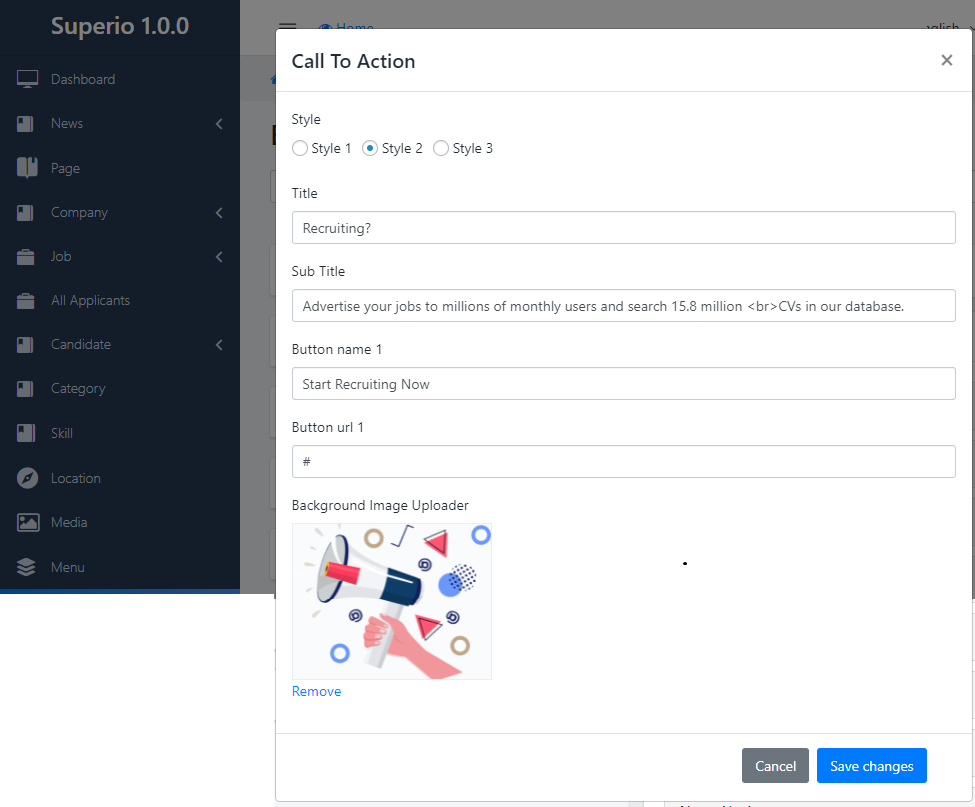 Superio 1.0.0
Home
Dashboard
News
Page
Company
Job
All Applicants
Candidate
Category
Skill
Location
Media
Menu
Call To Action
×
Style
Style 1 Style 2 Style 3
Title
Recruiting?
Sub Title
Advertise your jobs to millions of monthly users and search 15.8 million <br>CVs in our database.
Button name 1
Start Recruiting Now
Button url 1
#
Background Image Uploader
Remove
Cancel Save changes